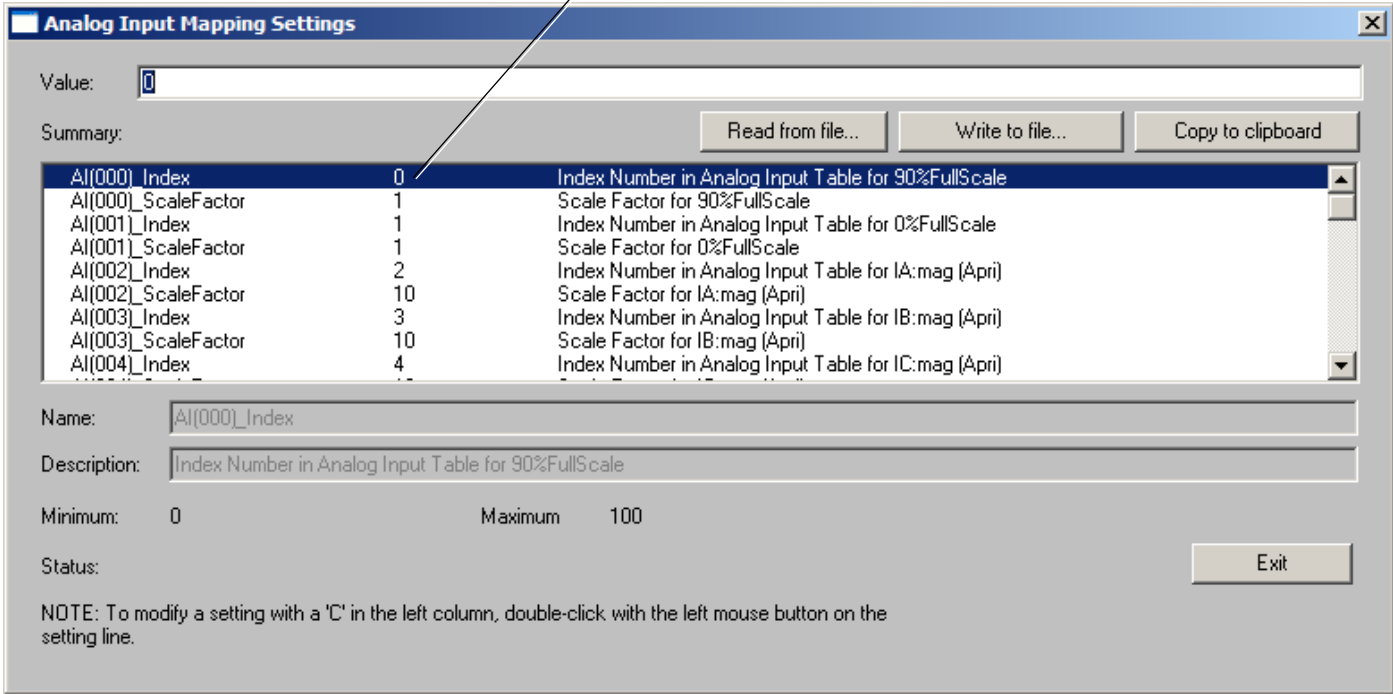 Analog Input Mapping Settings
Value: 0
Summary: Read from file... Write to file... Copy to clipboard
AI(000)_Index 0 Index Number in Analog Input Table for 90%FullScale
AI(000)_ScaleFactor 1 Scale Factor for 90%FullScale
AI(001)_Index 1 Index Number in Analog Input Table for 0%FullScale
AI(001)_ScaleFactor 1 Scale Factor for 0%FullScale
AI(002)_Index 2 Index Number in Analog Input Table for IA:mag (Apri)
AI(002)_ScaleFactor 10 Scale Factor for IA:mag (Apri)
AI(003)_Index 3 Index Number in Analog Input Table for IB:mag (Apri)
AI(003)_ScaleFactor 10 Scale Factor for IB:mag (Apri)
AI(004)_Index 4 Index Number in Analog Input Table for IC:mag (Apri)
Name: AI(000)_Index
Description: Index Number in Analog Input Table for 90%FullScale
Minimum: 0 Maximum 100
Status: Exit
NOTE: To modify a setting with a 'C' in the left column, double-click with the left mouse button on the
setting line.